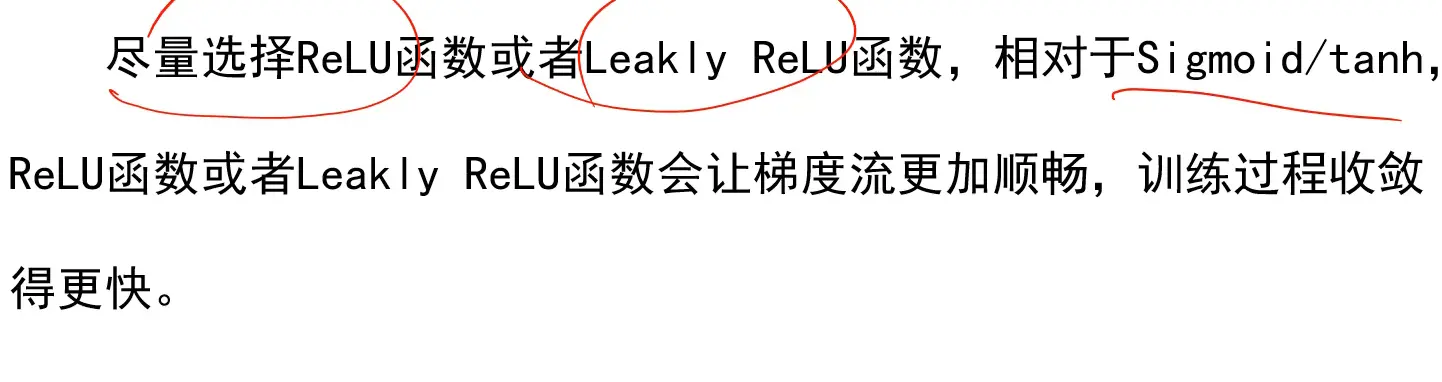 尽量选择ReLU函数或者Leakly ReLU函数，相对于Sigmoid/tanh，
ReLU函数或者Leakly ReLU函数会让梯度流更加顺畅，训练过程收敛
得更快。